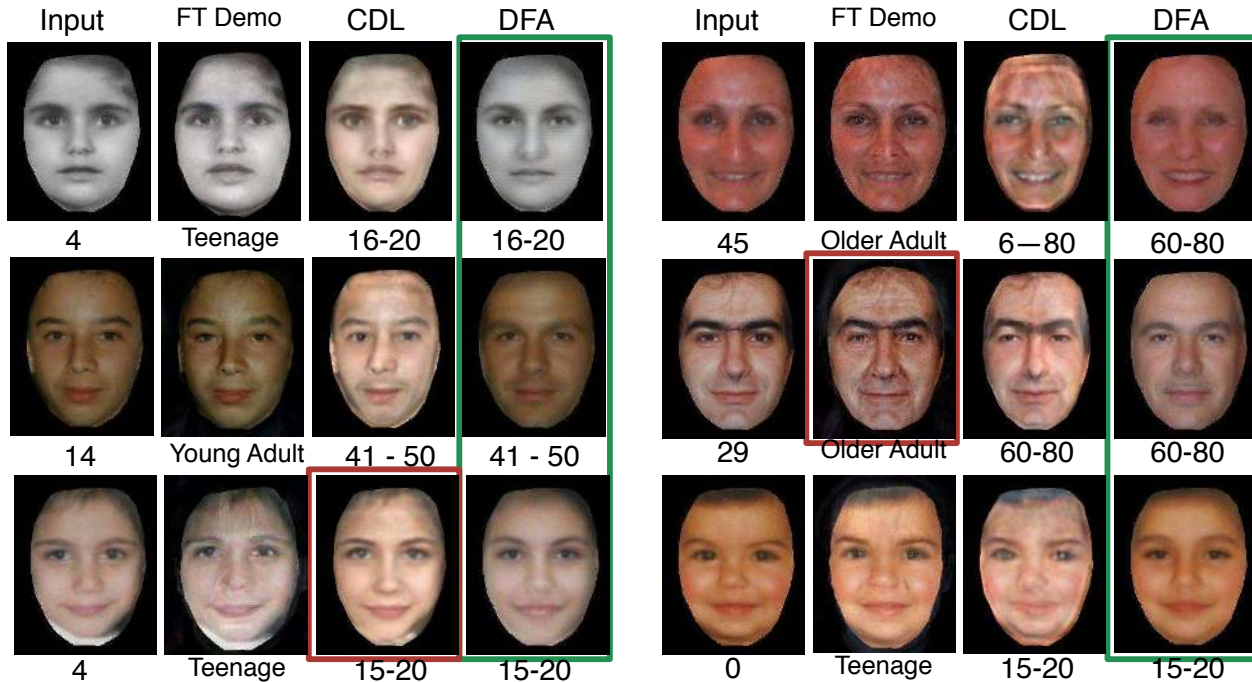 Input FT Demo CDL DFA Input FT Demo CDL DFA
4 Teenage 16-20 16-20 45 Older Adult 6—80 60-80
14 Young Adult 41 - 50 41 - 50 29 Older Adult 60-80 60-80
4 Teenage 15-20 15-20 0 Teenage 15-20 15-20